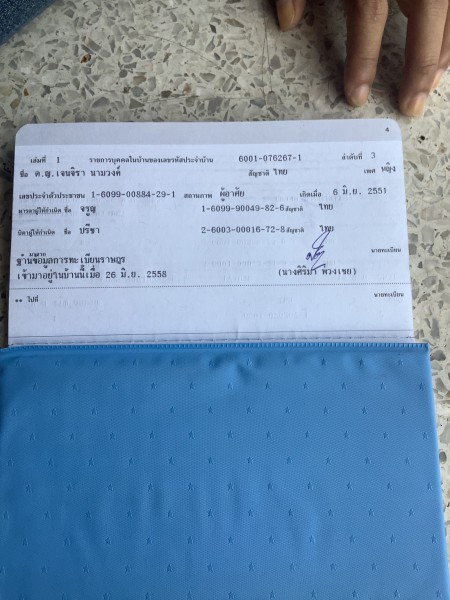 4
เล่มที่ 1 รายการบุคคลในบ้านของเลขรหัสประจำบ้าน 6001-076267-1 ลำดับที่ 3
ชื่อ ด.ญ.เจนจิรา นามวงค์ สัญชาติ ไทย เพศ หญิง
เลขประจำตัวประชาชน 1-6099-00884-29-1 สถานภาพ ผู้อาศัย เกิดเมื่อ 6 มิ.ย. 2551
มารดาผู้ให้กำเนิด ชื่อ จรูญ 1-6099-90049-82-6 สัญชาติ ไทย
บิดาผู้ให้กำเนิด ชื่อ ปรีชา 2-6003-00016-72-8 สัญชาติ ไทย
* มาจาก นายทะเบียน
ฐานข้อมูลการทะเบียนราษฎร
เข้ามาอยู่ในบ้านนี้เมื่อ 26 มิ.ย. 2558 (นางศิริมา พวงเขย)
** ไปที่ นายทะเบียน